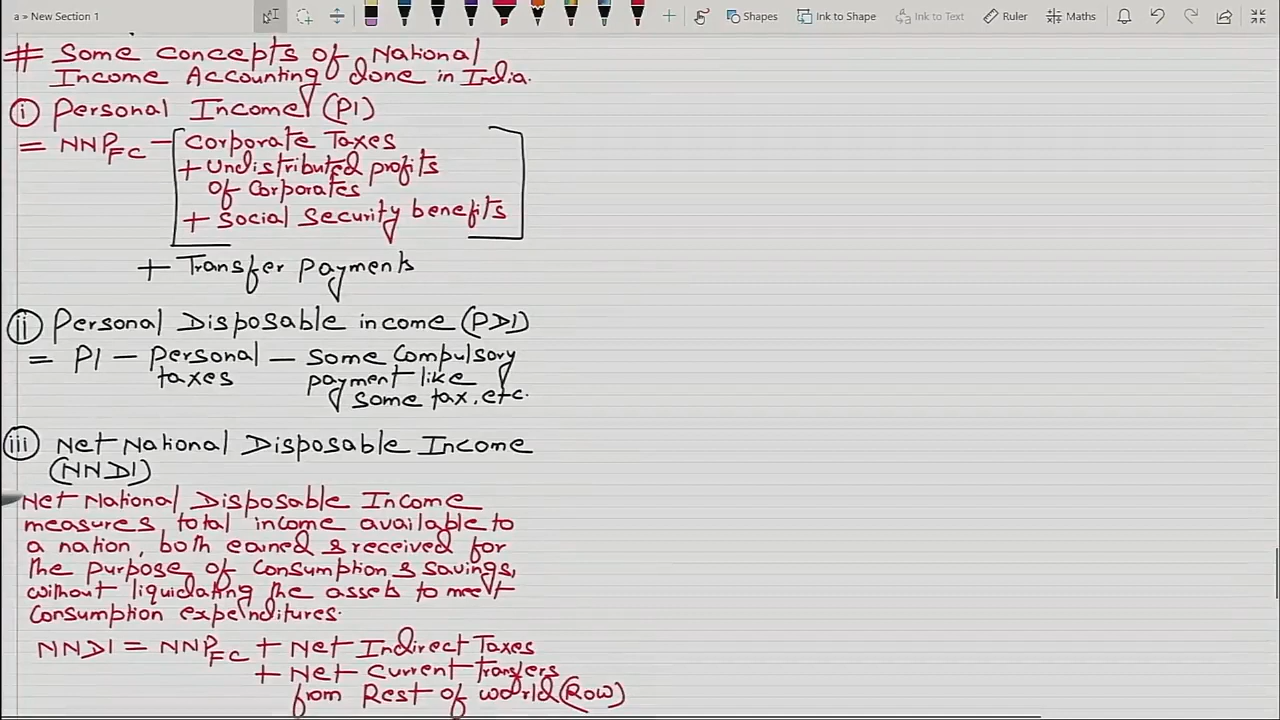 a > New Section 1
Shapes Ink to Shape Ink to Text Ruler Maths
# Some concepts of National
Income Accounting done in India.
(i) Personal Income (PI)
= NNP FC - [Corporate Taxes
+ Undistributed profits
of Corporates
+ Social Security benefits]
+ Transfer payments
(ii) Personal Disposable income (PDI)
= PI - Personal - some compulsory
taxes payment like
some tax, etc.
(iii) Net National Disposable Income
(NNDI)
Net National Disposable Income
measures total income available to
a nation, both earned & received for
the purpose of consumption & savings,
without liquidating the assets to meet
consumption expenditures.
NNDI = NNP FC + Net Indirect Taxes
+ Net current transfers
from Rest of world (ROW)